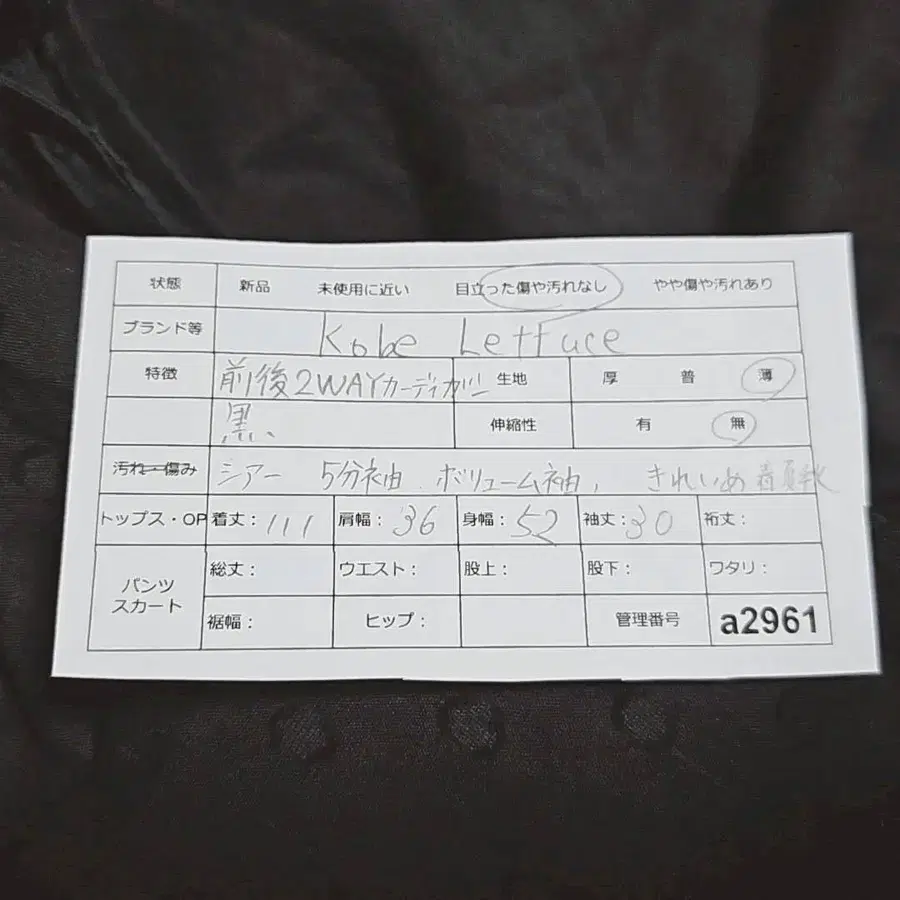 状態 新品 未使用に近い 目立った傷や汚れなし やや傷や汚れあり
ブランド等 Kobe Lettuce
特徴 前後2WAYカーディガン 生地 厚 普 薄
黒、 伸縮性 有 無
汚れ・傷み シアー 5分袖、ボリューム袖、 きれいめ 春夏秋
トップス・OP 着丈: 111 肩幅: 36 身幅: 52 袖丈: 30 裄丈:
パンツ スカート 総丈: ウエスト: 股上: 股下: ワタリ:
裾幅: ヒップ: 管理番号 a2961